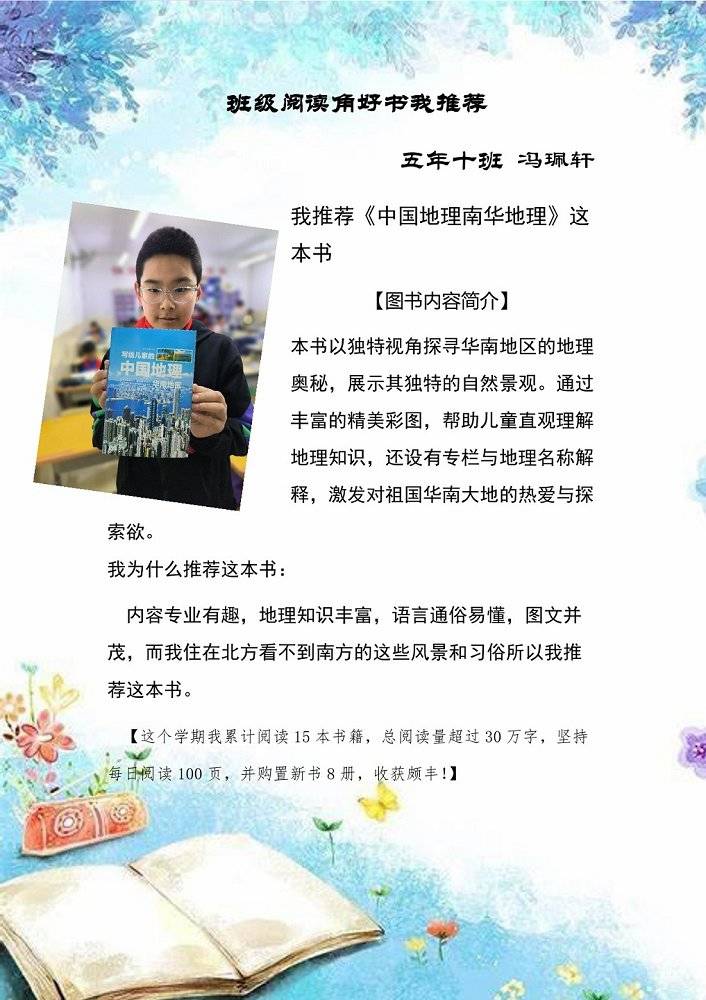 班级阅读角好书我推荐
五年十班 冯珮轩
我推荐《中国地理南华地理》这
本书
【图书内容简介】
本书以独特视角探寻华南地区的地理
奥秘，展示其独特的自然景观。通过
丰富的精美彩图，帮助儿童直观理解
地理知识，还设有专栏与地理名称解
释，激发对祖国华南大地的热爱与探
索欲。
写给儿童的
中国地理
华南地区
我为什么推荐这本书：
内容专业有趣，地理知识丰富，语言通俗易懂，图文并
茂，而我住在北方看不到南方的这些风景和习俗所以我推
荐这本书。
【这个学期我累计阅读 15 本书籍，总阅读量超过 30 万字，坚持
每日阅读 100 页，并购置新书 8 册，收获颇丰！】